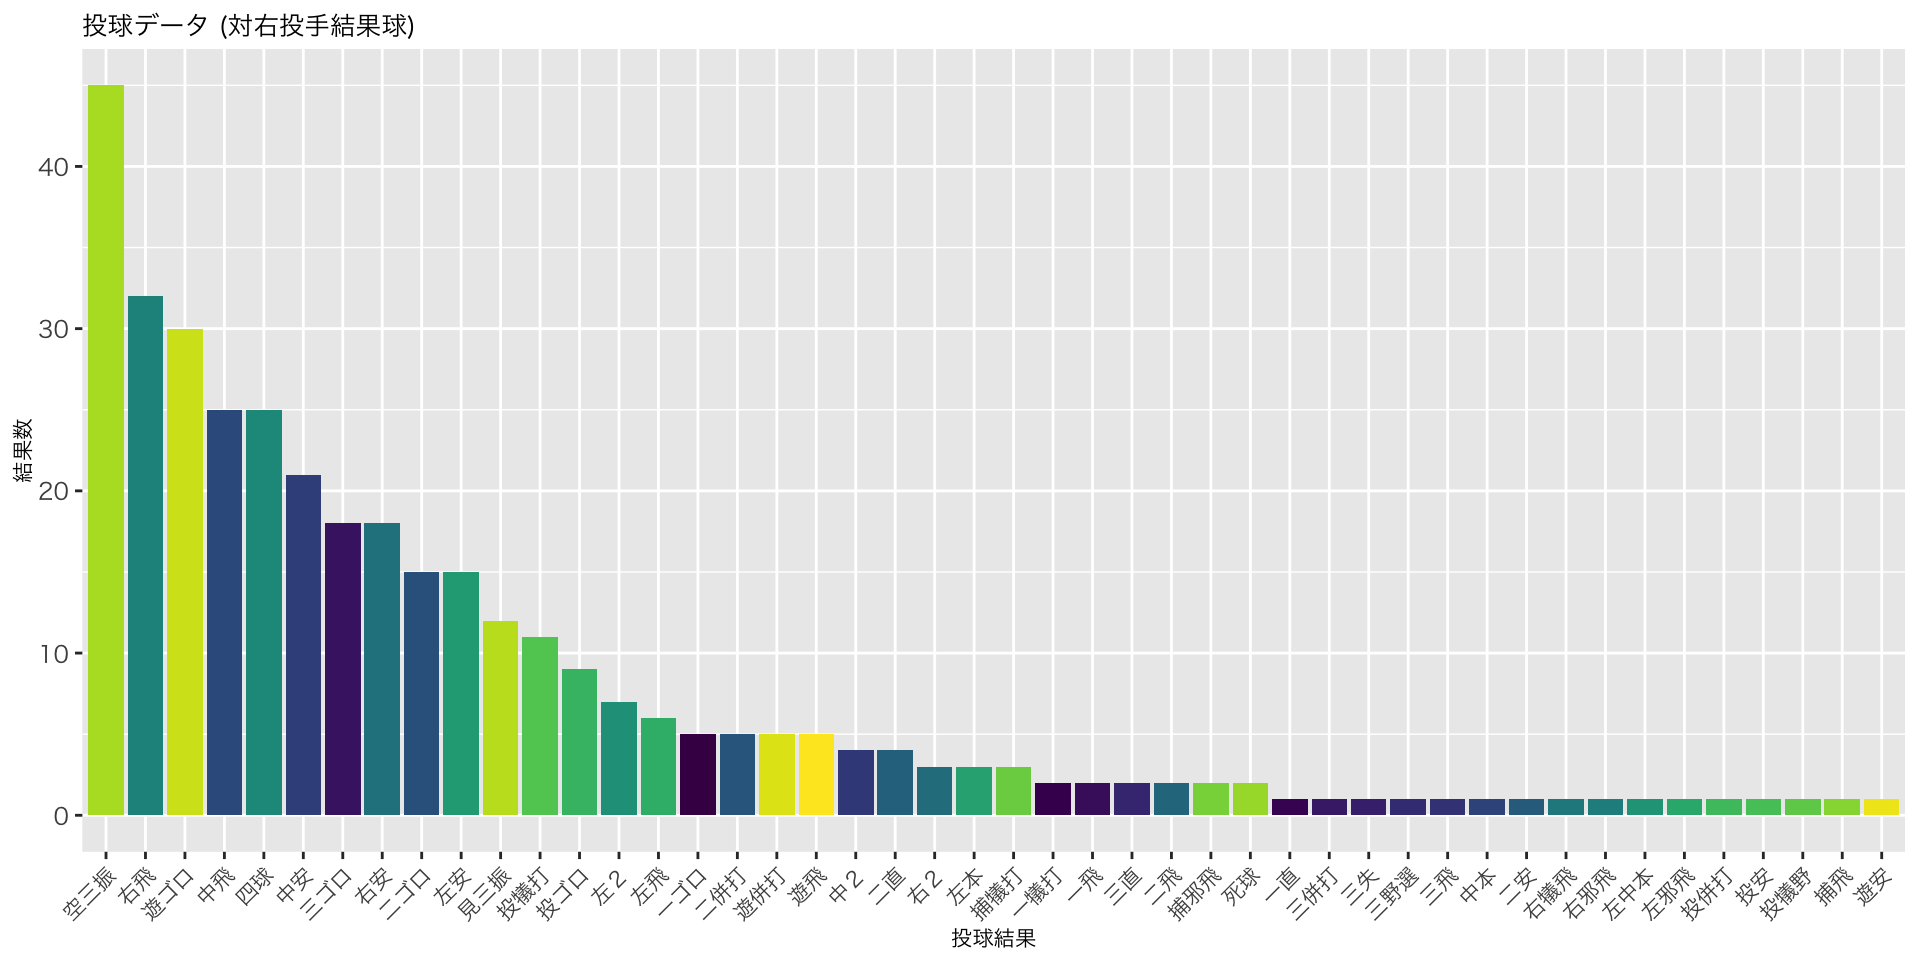 投球データ (対右投手結果球)
結果数
40
30
20
10
0
空三振
右飛
遊ゴロ
中飛
四球
中安
三ゴロ
右安
二ゴロ
左安
見三振
投犠打
投ゴロ
左２
左飛
一ゴロ
二併打
遊併打
遊飛
中２
二直
右２
左本
捕犠打
一犠打
一飛
三直
二飛
捕邪飛
死球
一直
三併打
三失
三野選
三飛
中本
二安
右犠飛
右邪飛
左中本
左邪飛
投併打
投安
投犠野
捕飛
遊安
投球結果